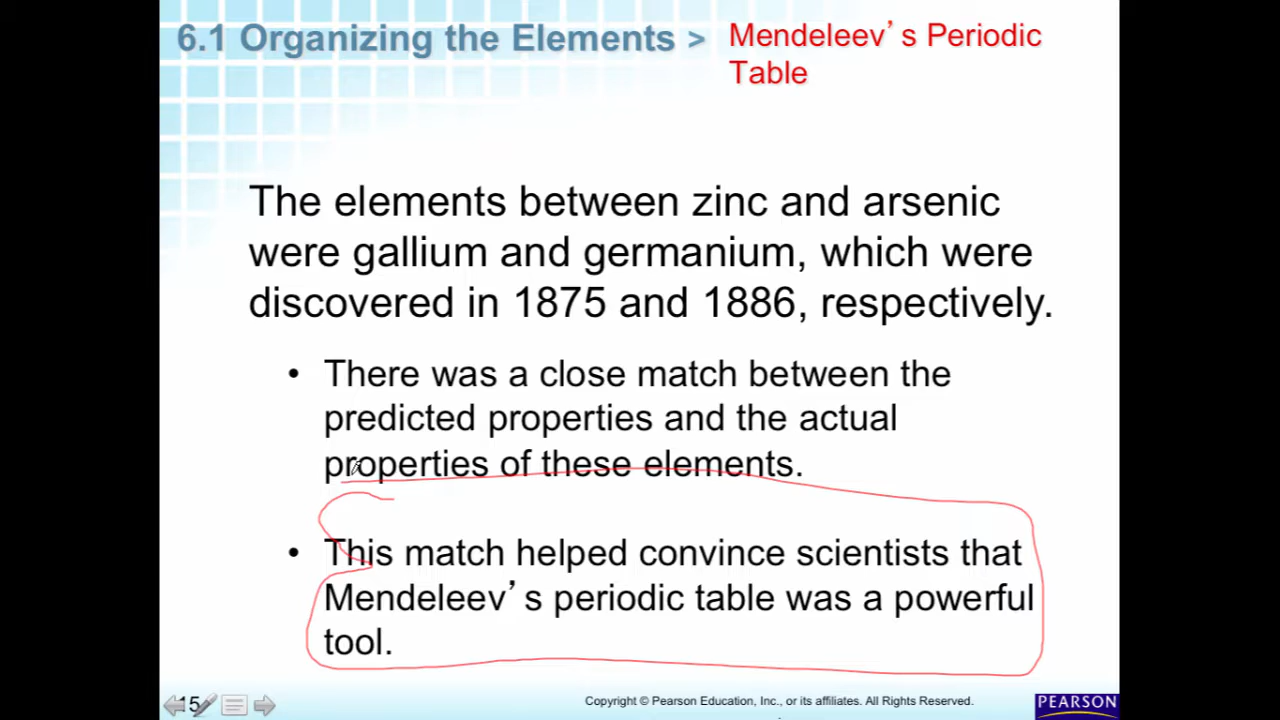 6.1 Organizing the Elements >
Mendeleev’s Periodic
Table
The elements between zinc and arsenic
were gallium and germanium, which were
discovered in 1875 and 1886, respectively.
• There was a close match between the
predicted properties and the actual
properties of these elements.
• This match helped convince scientists that
Mendeleev’s periodic table was a powerful
tool.
15
Copyright © Pearson Education, Inc., or its affiliates. All Rights Reserved.
PEARSON